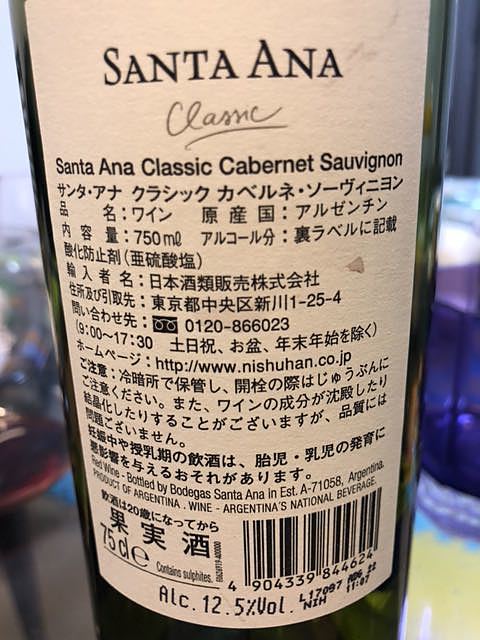 SANTA ANA
Classic
Santa Ana Classic Cabernet Sauvignon
サンタ・アナ クラシック カベルネ・ソーヴィニヨン
品 名：ワイン 原 産 国：アルゼンチン
内 容 量：750mℓ アルコール分：裏ラベルに記載
酸化防止剤（亜硫酸塩）
輸 入 者 名：日本酒類販売株式会社
住所及び引取先：東京都中央区新川1-25-4
問い合わせ先： 0120-866023
（9:00〜17:30 土日祝、お盆、年末年始を除く）
ホームページ：http://www.nishuhan.co.jp
ご注意：冷暗所で保管し、開栓の際はじゅうぶんに
ご注意ください。また、ワインの成分が沈殿したり
結晶化したりすることがございますが、品質には
問題ございません。
妊娠中や授乳期の飲酒は、胎児・乳児の発育に
悪影響を与えるおそれがあります。
Red Wine - Bottled by Bodegas Santa Ana in Est. A-71058, Argentina.
PRODUCT OF ARGENTINA . WINE - ARGENTINA'S NATIONAL BEVERAGE.
飲酒は20歳になってから
果実酒
75 cl e
Contains sulphites.
4 904339 844624
Alc. 12.5%Vol.
L17097
NIH 11:07